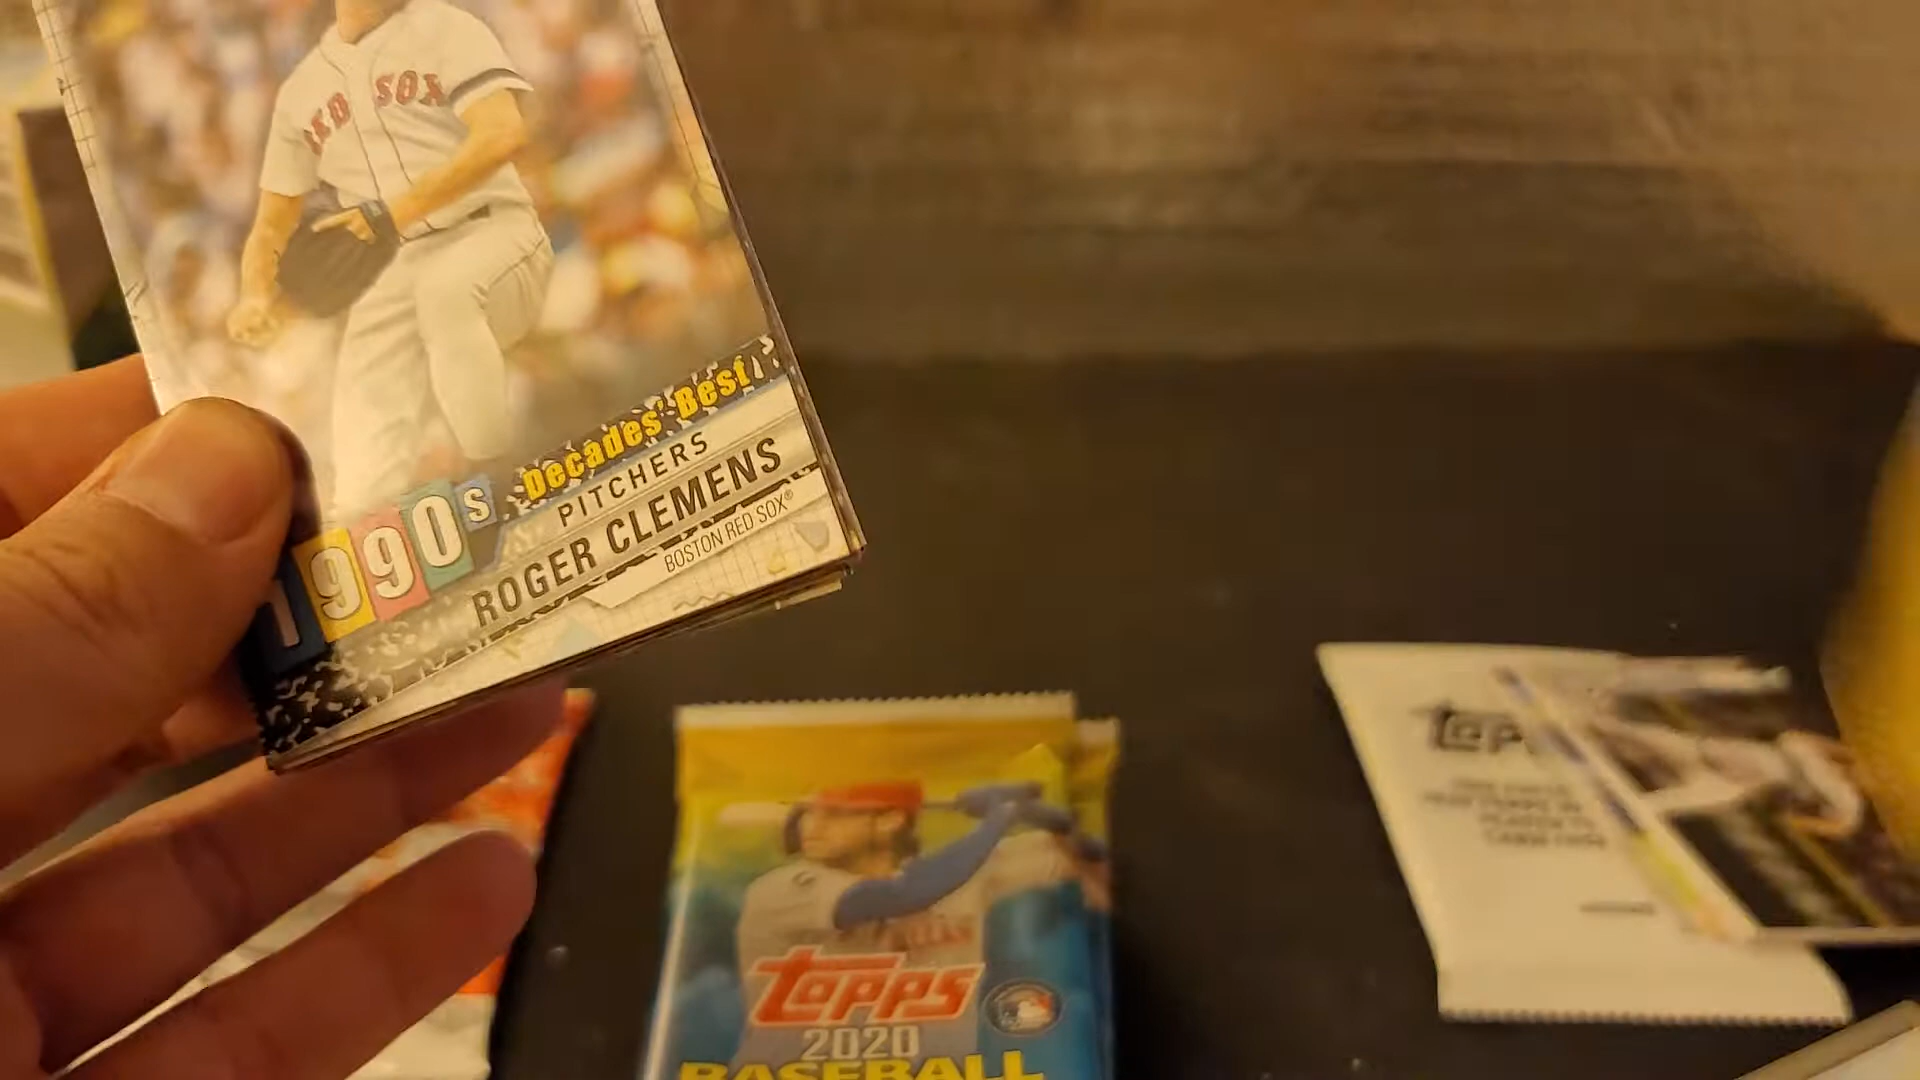 RED SOX
1990s
Decades' Best
PITCHERS
ROGER CLEMENS
BOSTON RED SOX®
Topps
2020
BASEBALL